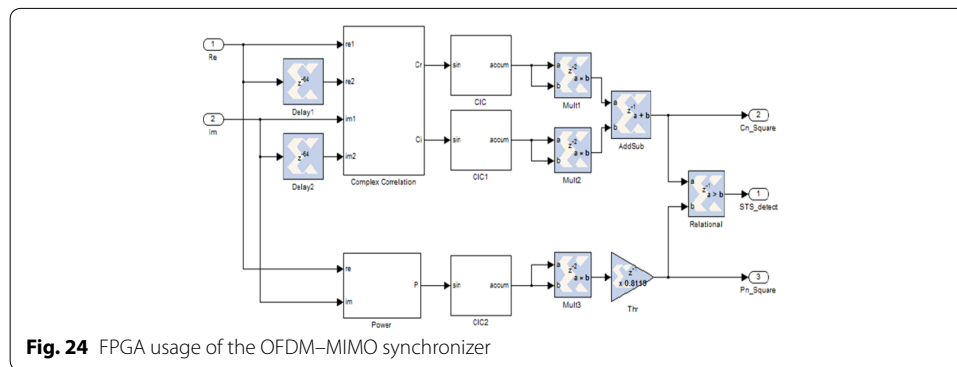 1
Re
2
Im
z-64
Delay1
z-64
Delay2
re1
re2
im1
im2
Cr
Ci
Complex Correlation
sin
accum
CIC
sin
accum
CIC1
a
b
z-2
a * b
Mult1
a
b
z-2
a * b
Mult2
a
b
z-1
a + b
AddSub
2
Cn_Square
a
b
z-1
a > b
Relational
1
STS_detect
re
im
P
Power
sin
accum
CIC2
a
b
z-2
a * b
Mult3
x 0.8118
Thr
3
Pn_Square
Fig. 24 FPGA usage of the OFDM–MIMO synchronizer